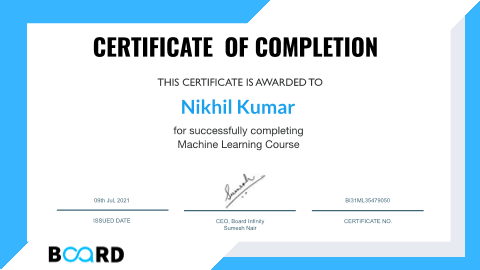 CERTIFICATE OF COMPLETION
THIS CERTIFICATE IS AWARDED TO
Nikhil Kumar
for successfully completing
Machine Learning Course
Sumesh
09th Jul, 2021
BI31ML35479050
ISSUED DATE
CEO, Board Infinity
Sumesh Nair
CERTIFICATE NO.
BOARD